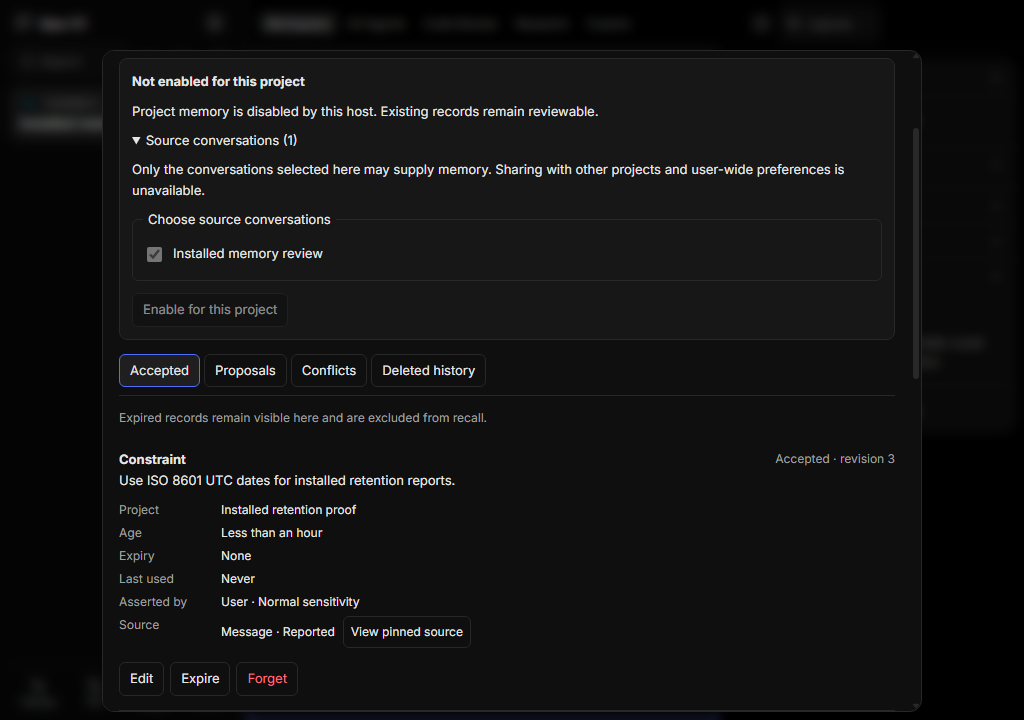 Not enabled for this project
Project memory is disabled by this host. Existing records remain reviewable.
▼ Source conversations (1)
Only the conversations selected here may supply memory. Sharing with other projects and user-wide preferences is
unavailable.
Choose source conversations
Installed memory review
Enable for this project
Accepted Proposals Conflicts Deleted history
Expired records remain visible here and are excluded from recall.
Constraint Accepted · revision 3
Use ISO 8601 UTC dates for installed retention reports.
Project Installed retention proof
Age Less than an hour
Expiry None
Last used Never
Asserted by User · Normal sensitivity
Source Message · Reported View pinned source
Edit Expire Forget